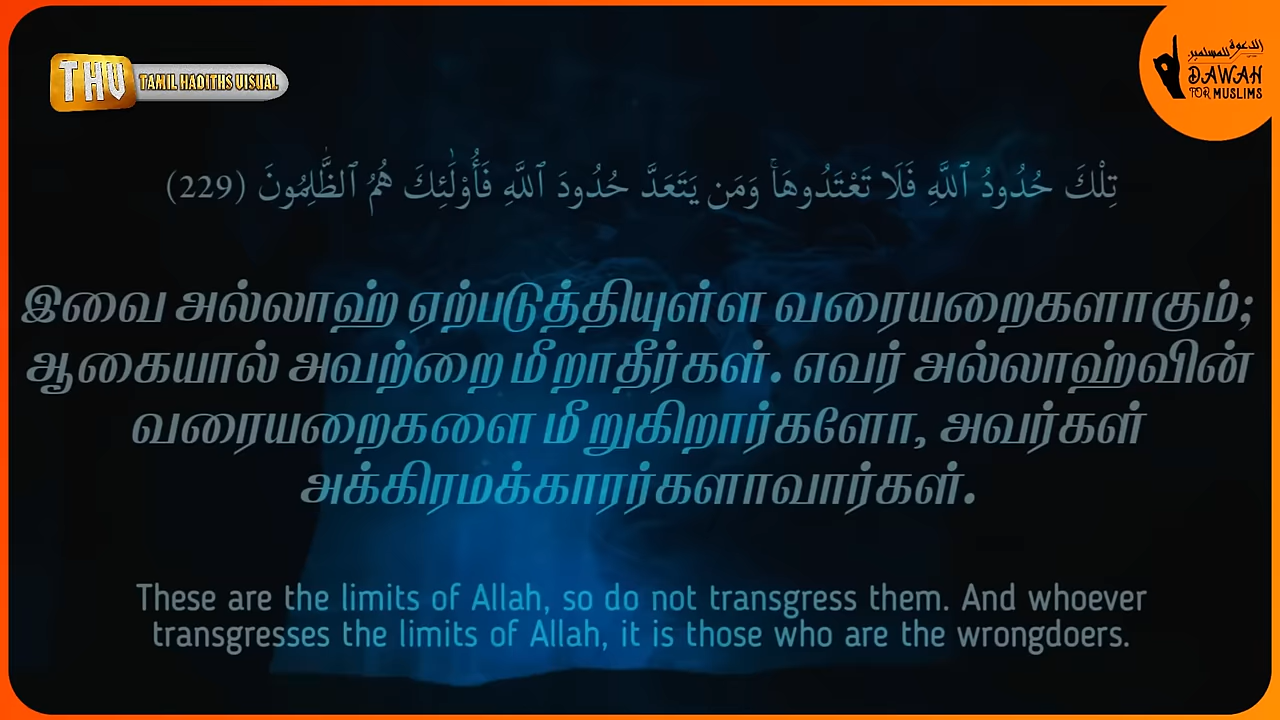 THV TAMIL HADITHS VISUAL
الدعوة للمسلمين
DAWAH
FOR MUSLIMS
تِلْكَ حُدُودُ ٱللَّهِ فَلَا تَعْتَدُوهَاۚ وَمَن يَتَعَدَّ حُدُودَ ٱللَّهِ فَأُو۟لَٰٓئِكَ هُمُ ٱلظَّٰلِمُونَ (229)
இவை அல்லாஹ் ஏற்படுத்தியுள்ள வரையறைகளாகும்;
ஆகையால் அவற்றை மீறாதீர்கள். எவர் அல்லாஹ்வின்
வரையறைகளை மீறுகிறார்களோ, அவர்கள்
அக்கிரமக்காரர்களாவார்கள்.
These are the limits of Allah, so do not transgress them. And whoever
transgresses the limits of Allah, it is those who are the wrongdoers.